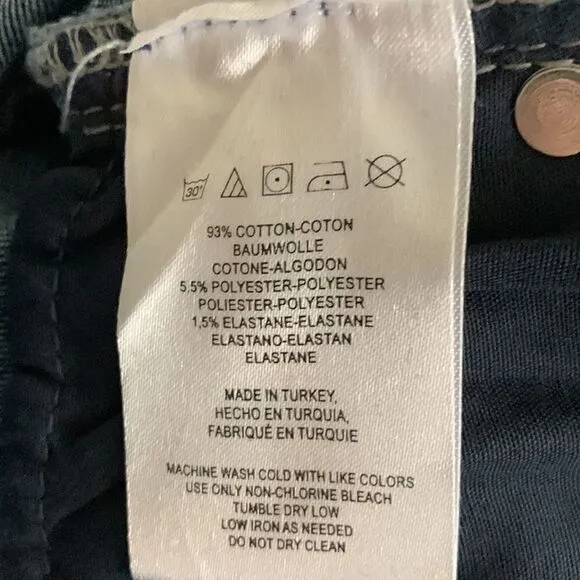 30°
93% COTTON-COTON
BAUMWOLLE
COTONE-ALGODON
5.5% POLYESTER-POLYESTER
POLIESTER-POLYESTER
1,5% ELASTANE-ELASTANE
ELASTANO-ELASTAN
ELASTANE
MADE IN TURKEY,
HECHO EN TURQUIA,
FABRIQUÉ EN TURQUIE
MACHINE WASH COLD WITH LIKE COLORS
USE ONLY NON-CHLORINE BLEACH
TUMBLE DRY LOW
LOW IRON AS NEEDED
DO NOT DRY CLEAN